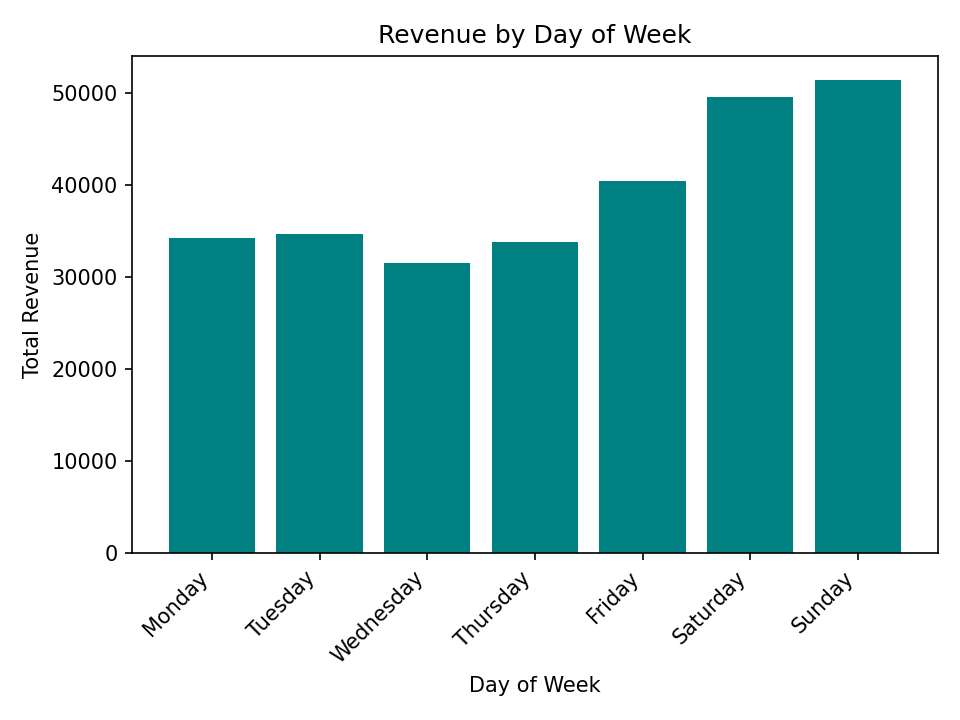 Revenue by Day of Week
Total Revenue
50000
40000
30000
20000
10000
0
Monday
Tuesday
Wednesday
Thursday
Friday
Saturday
Sunday
Day of Week